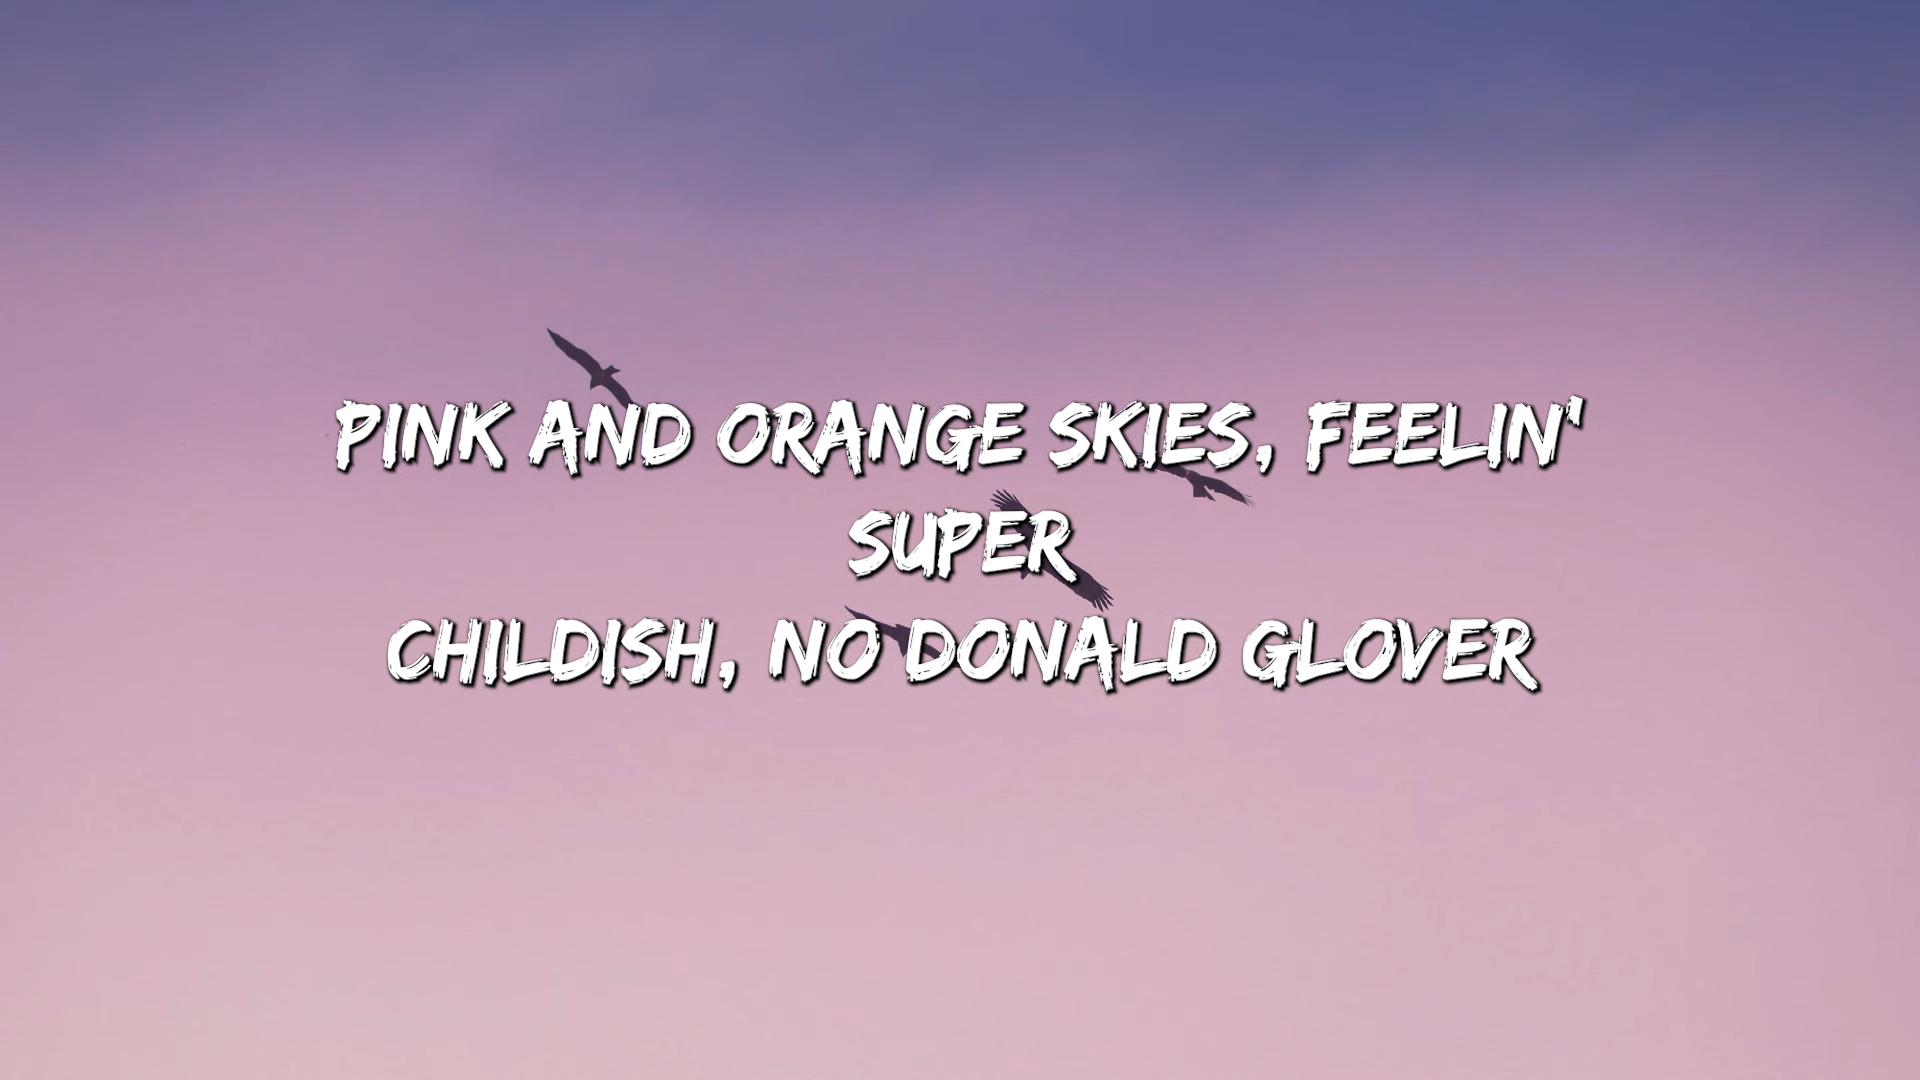 PINK AND ORANGE SKIES, FEELIN'
SUPER
CHILDISH, NO DONALD GLOVER